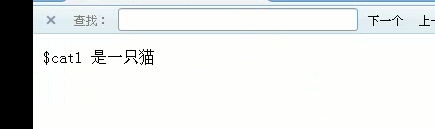 × 查找： 下一个 上一
$cat1 是一只猫